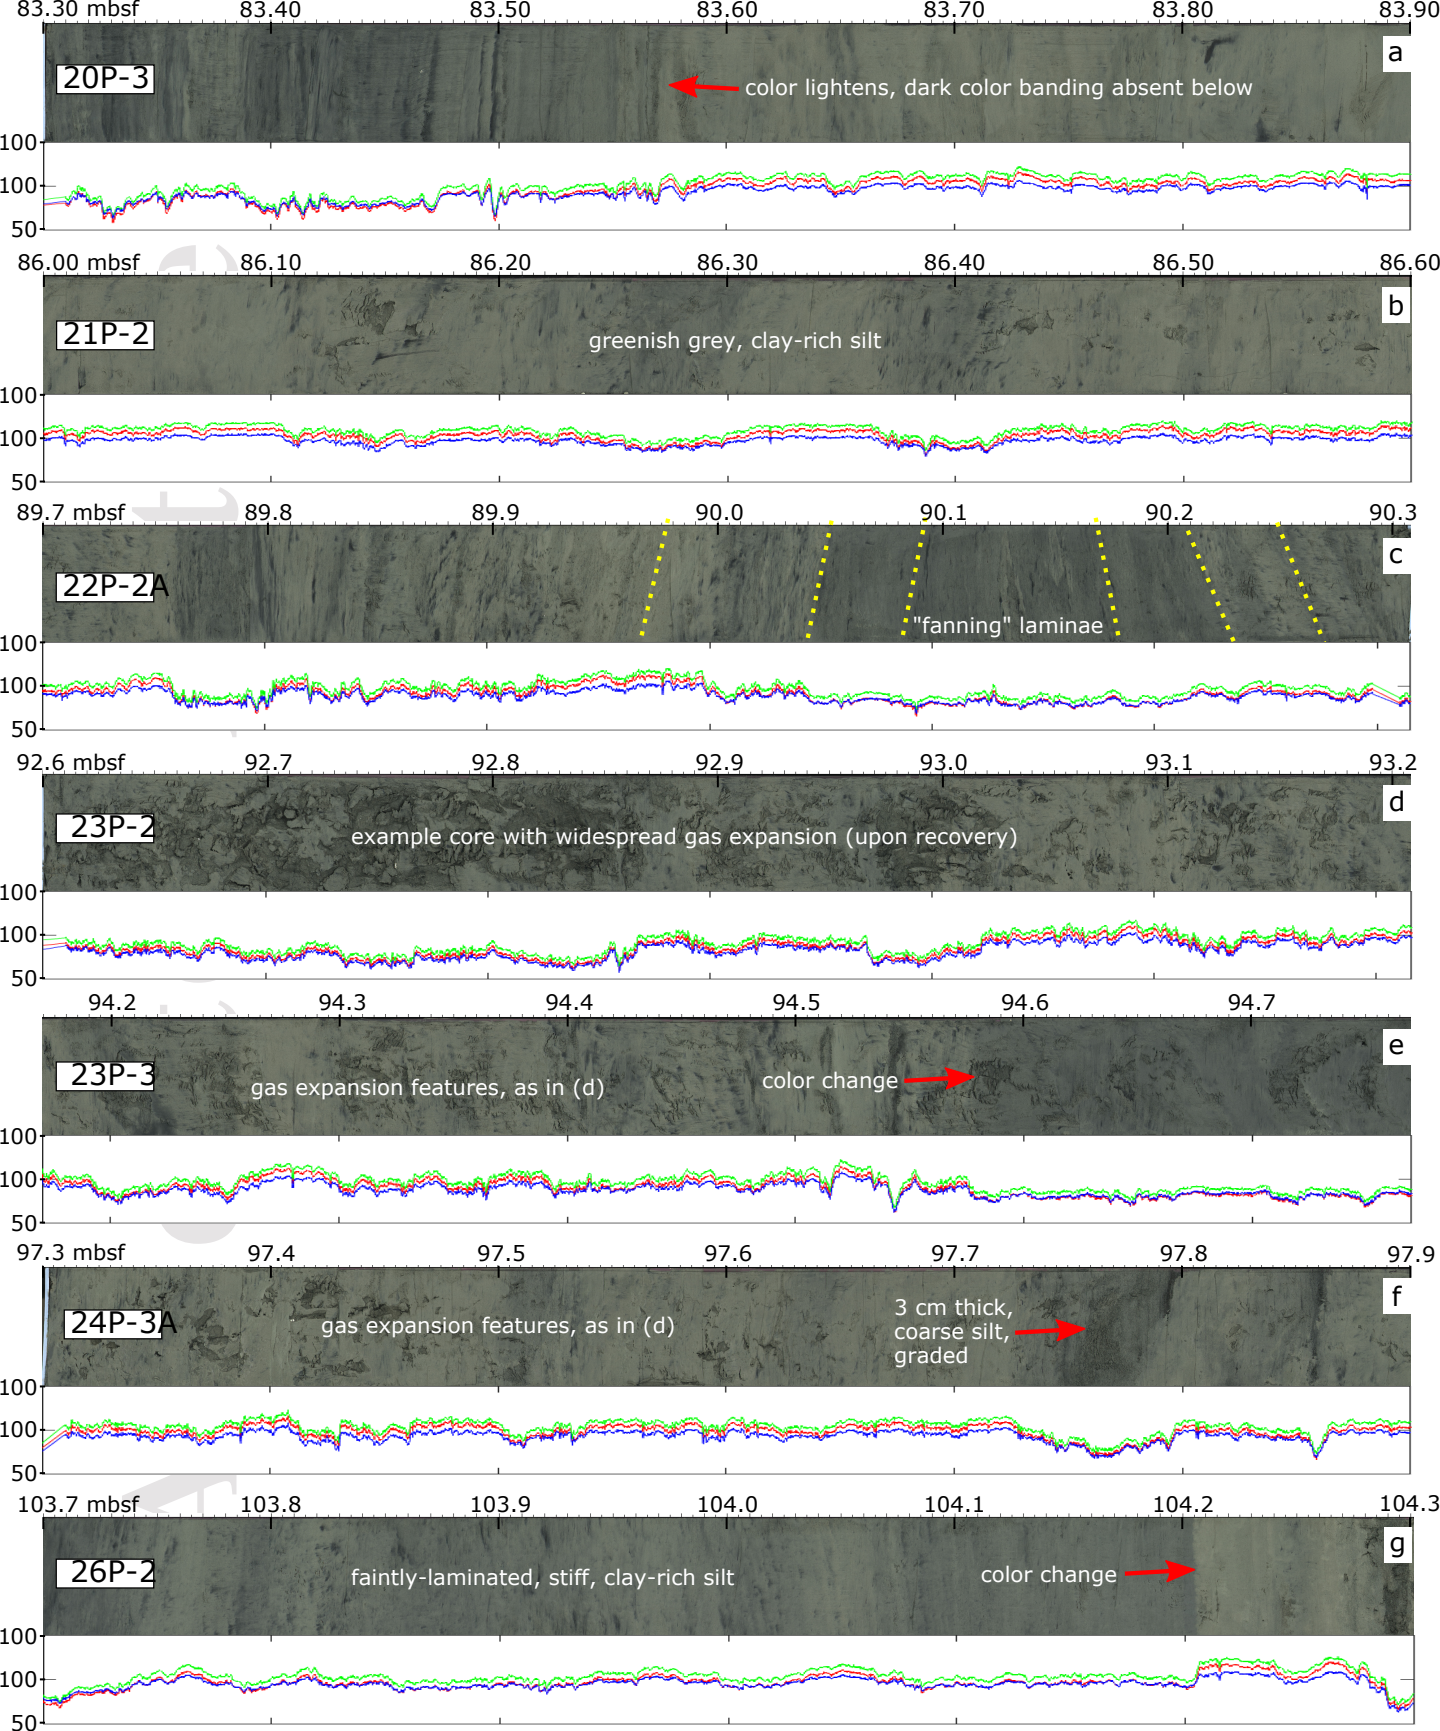 83.30 mbsf 83.40 83.50 83.60 83.70 83.80 83.90
20P-3
a
color lightens, dark color banding absent below
100
100
50
86.00 mbsf 86.10 86.20 86.30 86.40 86.50 86.60
21P-2
b
greenish grey, clay-rich silt
100
100
50
89.7 mbsf 89.8 89.9 90.0 90.1 90.2 90.3
22P-2A
c
"fanning" laminae
100
100
50
92.6 mbsf 92.7 92.8 92.9 93.0 93.1 93.2
23P-2
d
example core with widespread gas expansion (upon recovery)
100
100
50
94.2 94.3 94.4 94.5 94.6 94.7
23P-3
e
gas expansion features, as in (d)
color change
100
100
50
97.3 mbsf 97.4 97.5 97.6 97.7 97.8 97.9
24P-3A
f
gas expansion features, as in (d)
3 cm thick,
coarse silt,
graded
100
100
50
103.7 mbsf 103.8 103.9 104.0 104.1 104.2 104.3
26P-2
g
faintly-laminated, stiff, clay-rich silt
color change
100
100
50